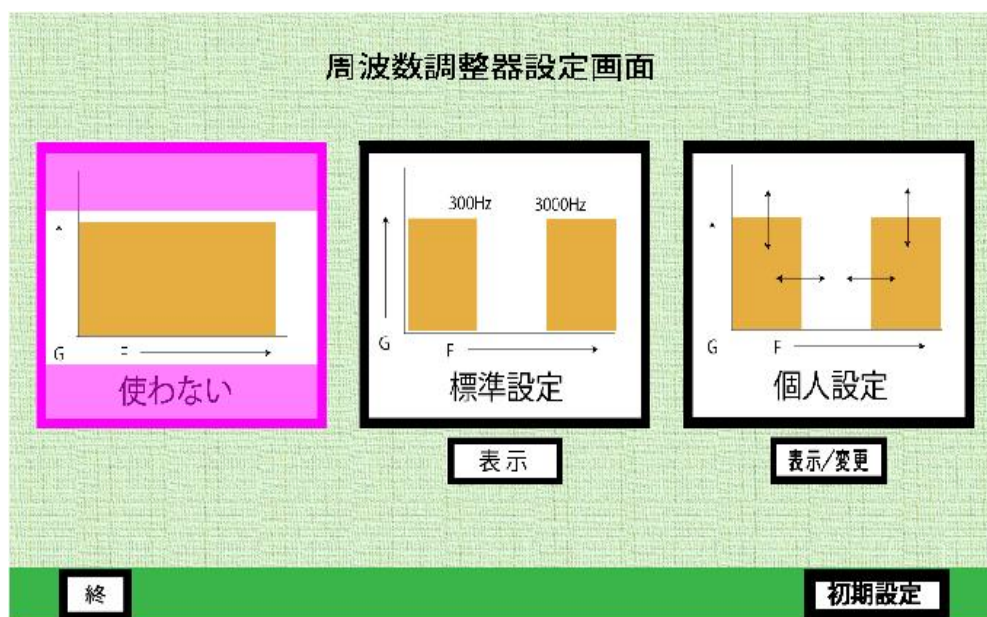 周波数調整器設定画面
G
F
使わない
300Hz 3000Hz
G
F
標準設定
表示
G
F
個人設定
表示/変更
終
初期設定